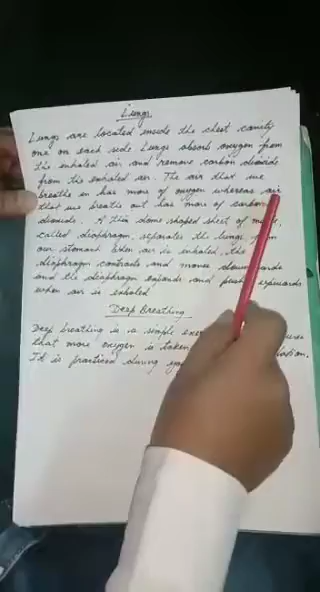 Lungs
Lungs are located inside the chest cavity
one on each side Lungs absorb oxygen from
the inhaled air and remove carbon dioxide
from the exhaled air. The air that we
breathe in has more of oxygen whereas air
that we breathe out has more of carbon
dioxide. A thin dome shaped sheet of
called diaphragm, separates the lungs
our stomach when air is inhaled, the
diaphragm contracts and moves
and the diaphragm expands and push upwards
when air is exhaled
Deep Breathing
Deep breathing is a simple
that more oxygen is taken
It is practiced during